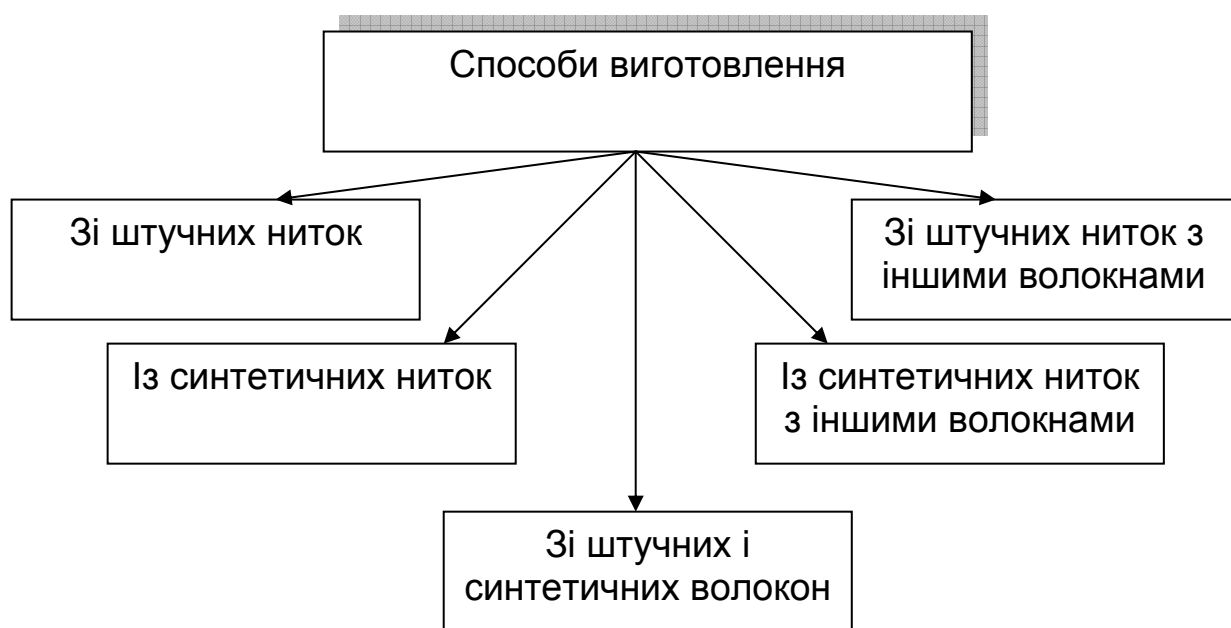 Способи виготовлення
Зі штучних ниток
Зі штучних ниток з
іншими волокнами
Із синтетичних ниток
Із синтетичних ниток
з іншими волокнами
Зі штучних і
синтетичних волокон